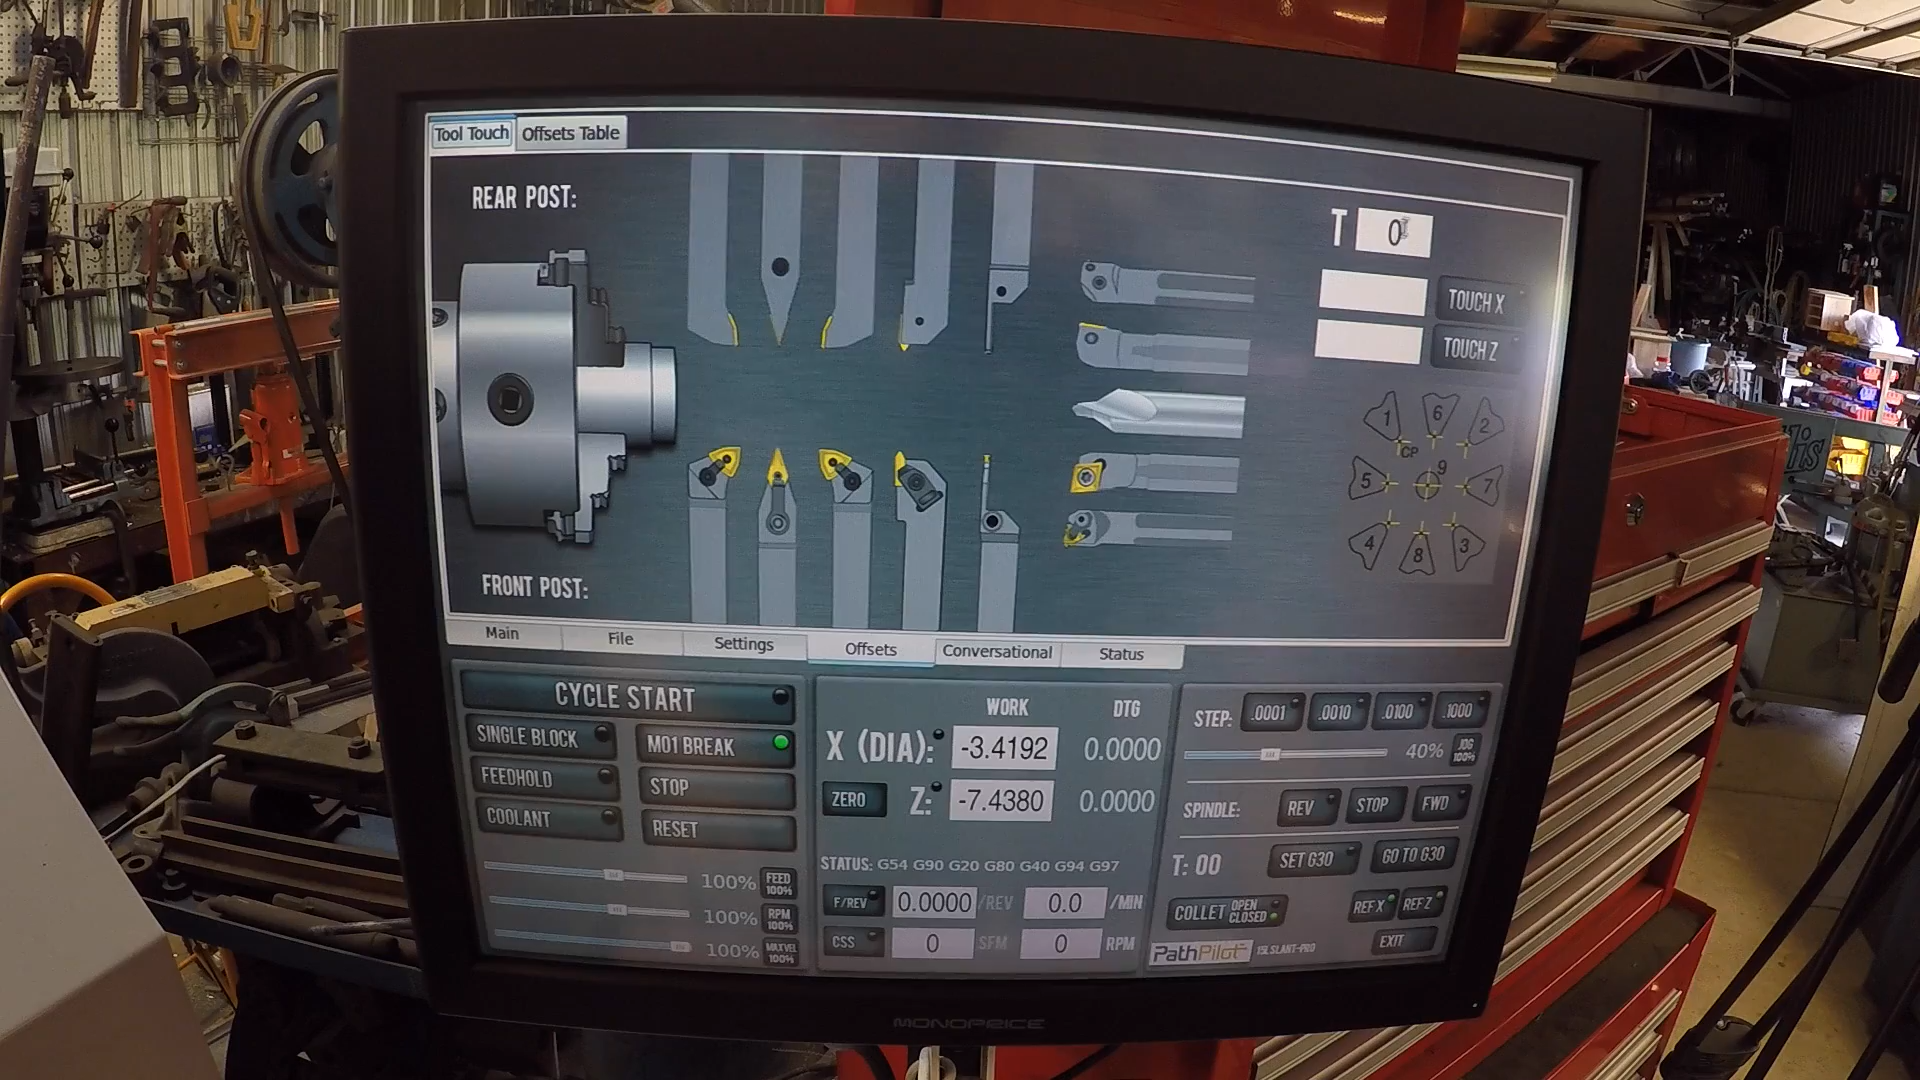 Tool Touch Offsets Table
REAR POST:
T 0
TOUCH X
TOUCH Z
1 6 2
CP
5 9 7
4 8 3
FRONT POST:
Main File Settings Offsets Conversational Status
CYCLE START
SINGLE BLOCK M01 BREAK
FEEDHOLD STOP
COOLANT RESET
100% FEED 100%
100% RPM 100%
100% MAXVEL 100%
WORK DTG
X (DIA): -3.4192 0.0000
ZERO Z: -7.4380 0.0000
STATUS: G54 G90 G20 G80 G40 G94 G97
F/REV 0.0000 /REV 0.0 /MIN
CSS 0 SFM 0 RPM
STEP: .0001 .0010 .0100 .1000
40% JOG 100%
SPINDLE: REV STOP FWD
T: 00 SET G30 GO TO G30
COLLET OPEN CLOSED REF X REF Z
PathPilot 15LSLANT-PRO EXIT
MONOPRICE